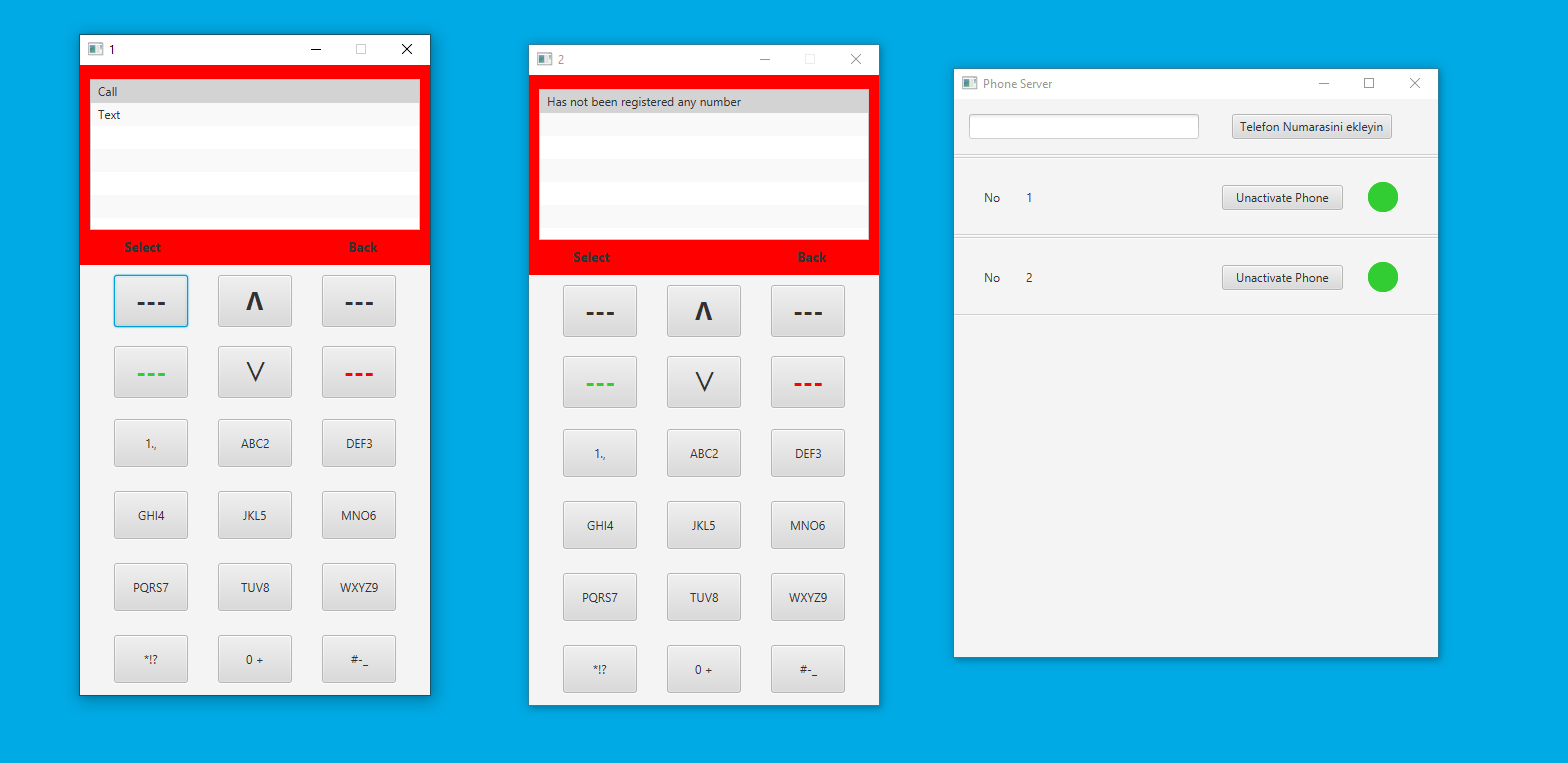 1
Call
Text
Select Back
--- Λ ---
--- V ---
1., ABC2 DEF3
GHI4 JKL5 MNO6
PQRS7 TUV8 WXYZ9
*!? 0 + #-_
2
Has not been registered any number
Select Back
--- Λ ---
--- V ---
1., ABC2 DEF3
GHI4 JKL5 MNO6
PQRS7 TUV8 WXYZ9
*!? 0 + #-_
Phone Server
Telefon Numarasini ekleyin
No 1 Unactivate Phone
No 2 Unactivate Phone